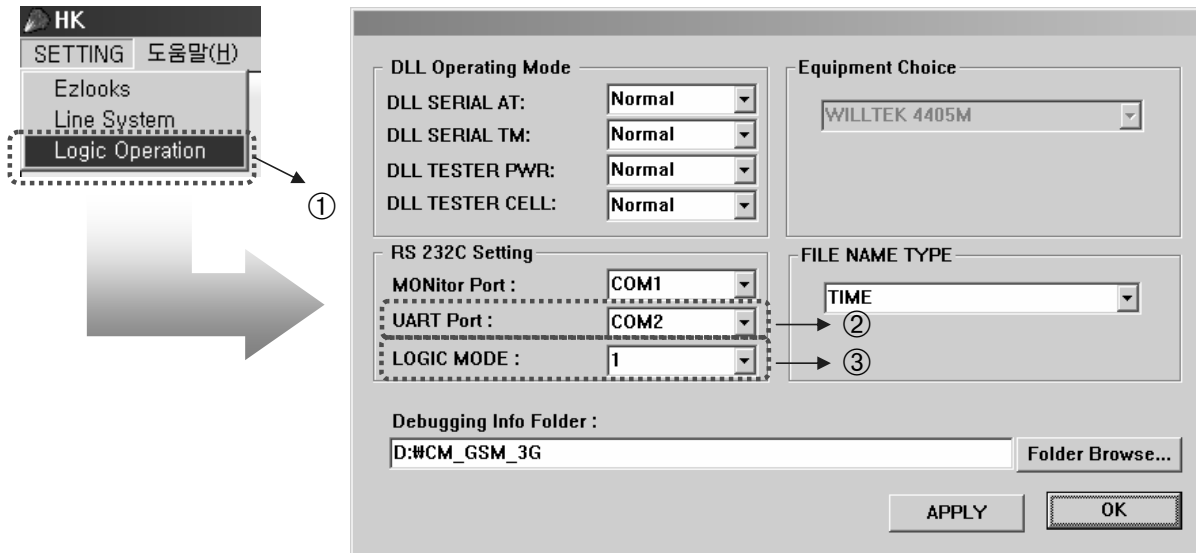 HK
SETTING 도움말(H)
Ezlooks
Line System
Logic Operation
①
DLL Operating Mode
DLL SERIAL AT: Normal
DLL SERIAL TM: Normal
DLL TESTER PWR: Normal
DLL TESTER CELL: Normal
Equipment Choice
WILLTEK 4405M
RS 232C Setting
MONitor Port : COM1
UART Port : COM2
②
LOGIC MODE : 1
③
FILE NAME TYPE
TIME
Debugging Info Folder :
D:₩CM_GSM_3G
Folder Browse...
APPLY
OK